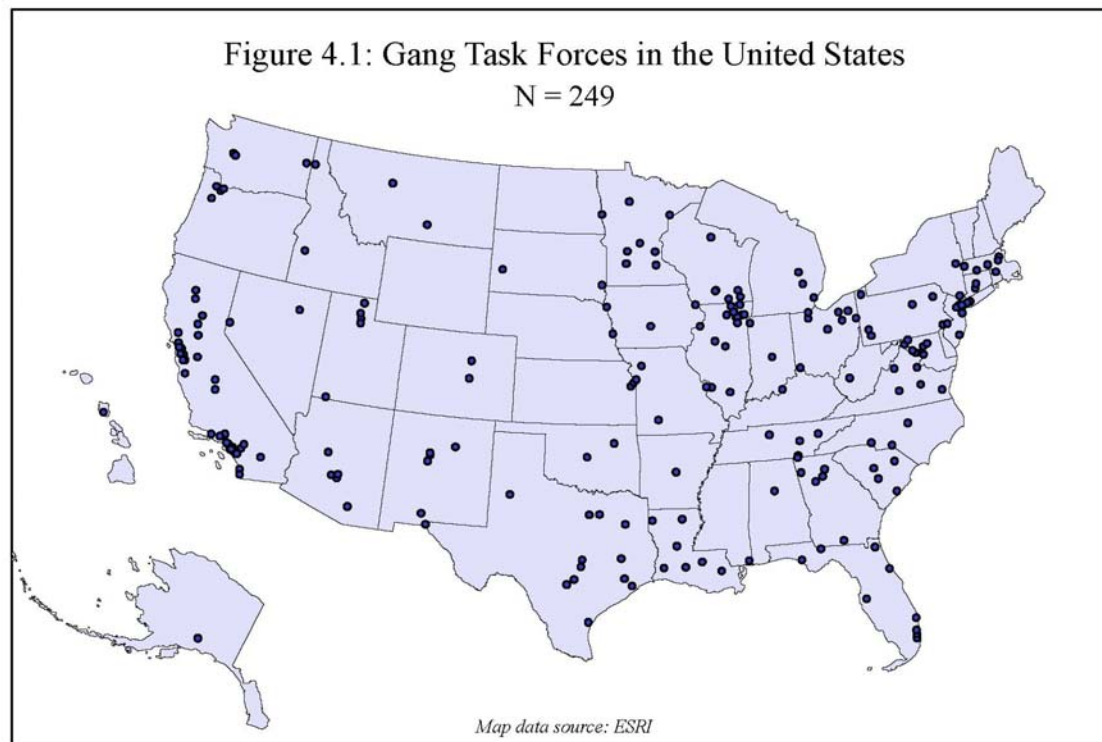 Figure 4.1: Gang Task Forces in the United States
N = 249
Map data source: ESRI